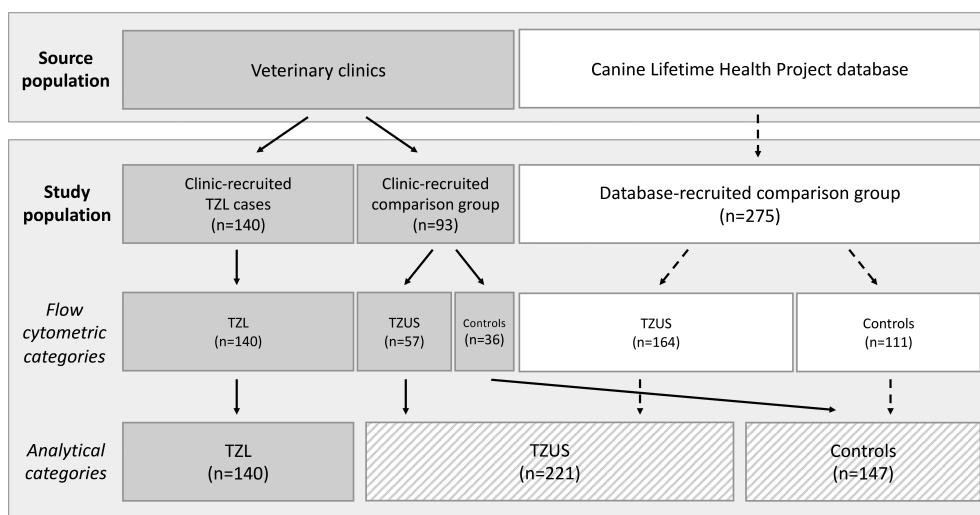 Source
population
Veterinary clinics
Canine Lifetime Health Project database
Study
population
Clinic-recruited
TZL cases
(n=140)
Clinic-recruited
comparison group
(n=93)
Database-recruited comparison group
(n=275)
Flow
cytometric
categories
TZL
(n=140)
TZUS
(n=57)
Controls
(n=36)
TZUS
(n=164)
Controls
(n=111)
Analytical
categories
TZL
(n=140)
TZUS
(n=221)
Controls
(n=147)